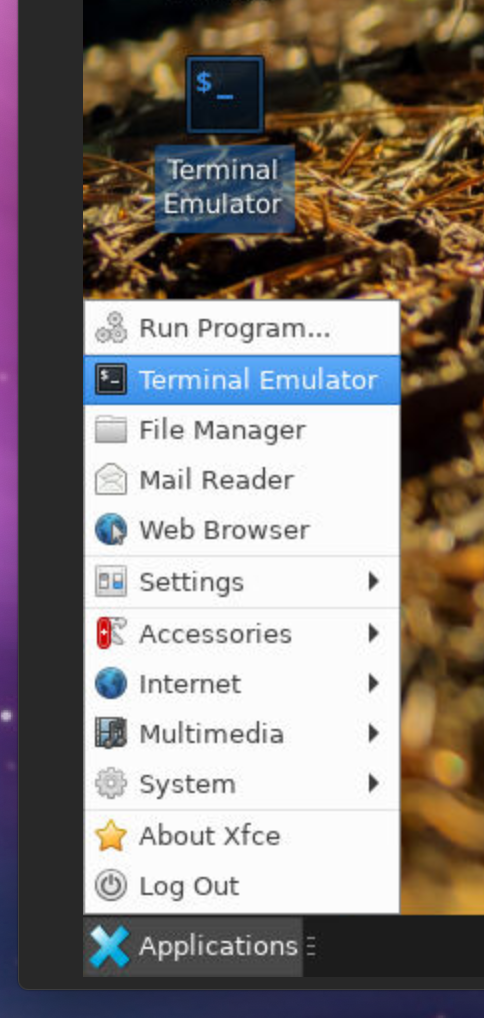 Terminal
Emulator
Run Program...
Terminal Emulator
File Manager
Mail Reader
Web Browser
Settings
Accessories
Internet
Multimedia
System
About Xfce
Log Out
Applications